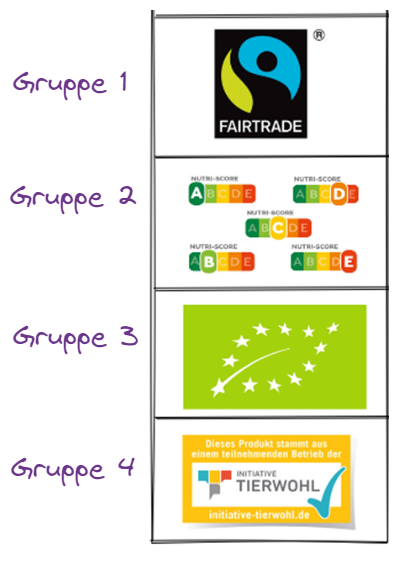 Gruppe 1
®
FAIRTRADE
Gruppe 2
NUTRI-SCORE
A B C D E
NUTRI-SCORE
A B C D E
NUTRI-SCORE
A B C D E
NUTRI-SCORE
A B C D E
NUTRI-SCORE
A B C D E
Gruppe 3
Gruppe 4
Dieses Produkt stammt aus
einem teilnehmenden Betrieb der
INITIATIVE
TIERWOHL
initiative-tierwohl.de